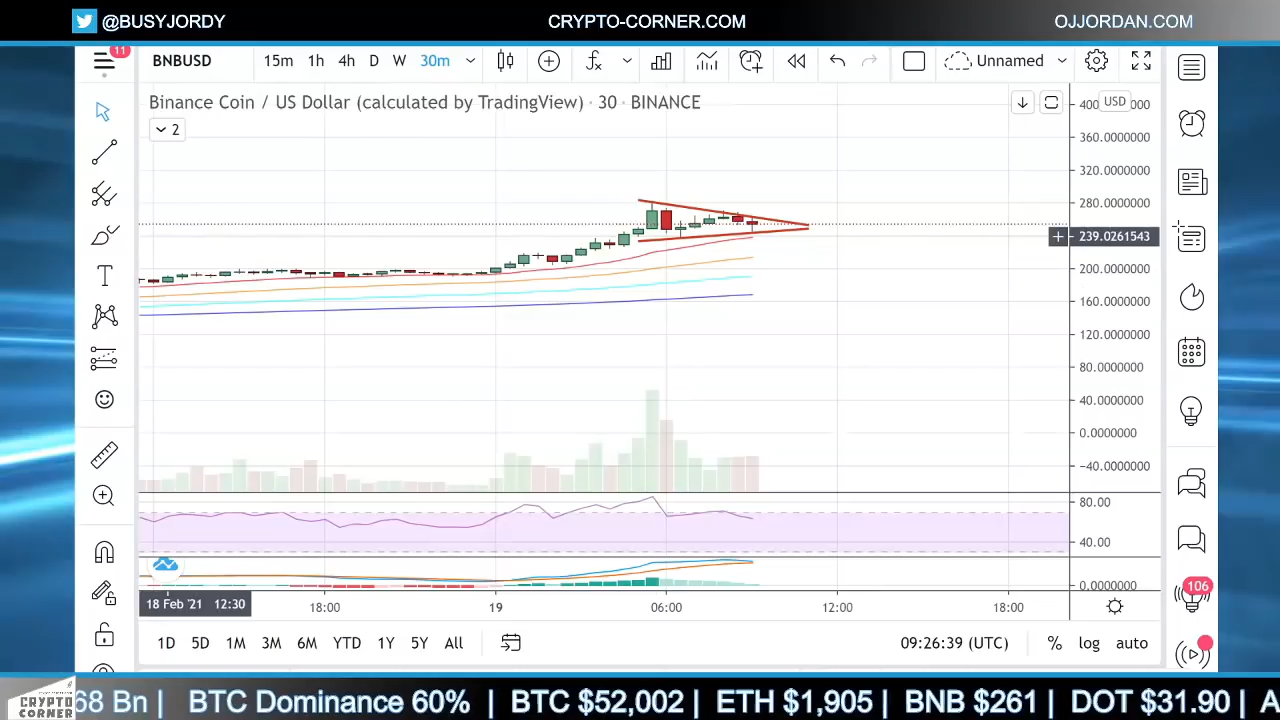 @BUSYJORDY CRYPTO-CORNER.COM OJJORDAN.COM
11 BNBUSD 15m 1h 4h D W 30m Unnamed
Binance Coin / US Dollar (calculated by TradingView) · 30 · BINANCE
2
USD
400 0000
360.0000000
320.0000000
280.0000000
239.0261543
200.0000000
160.0000000
120.0000000
80.0000000
40.0000000
0.0000000
−40.0000000
80.00
40.00
0.0000000
106
18 Feb '21 12:30 18:00 19 06:00 12:00 18:00
1D 5D 1M 3M 6M YTD 1Y 5Y All 09:26:39 (UTC) % log auto
CRYPTO
CORNER
68 Bn | BTC Dominance 60% | BTC $52,002 | ETH $1,905 | BNB $261 | DOT $31.90 | A